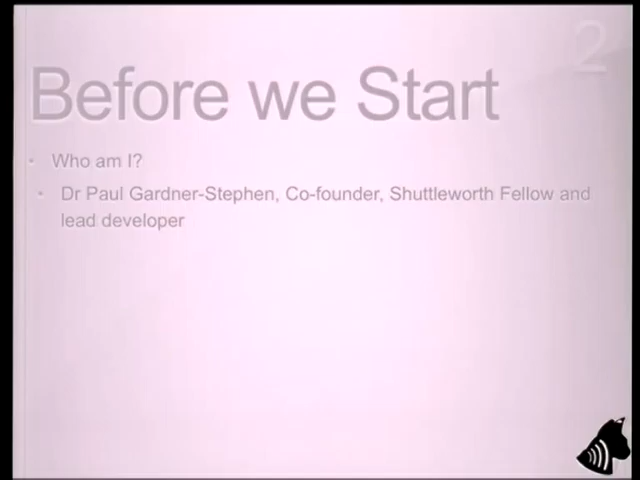 2
Before we Start
• Who am I?
• Dr Paul Gardner-Stephen, Co-founder, Shuttleworth Fellow and
lead developer